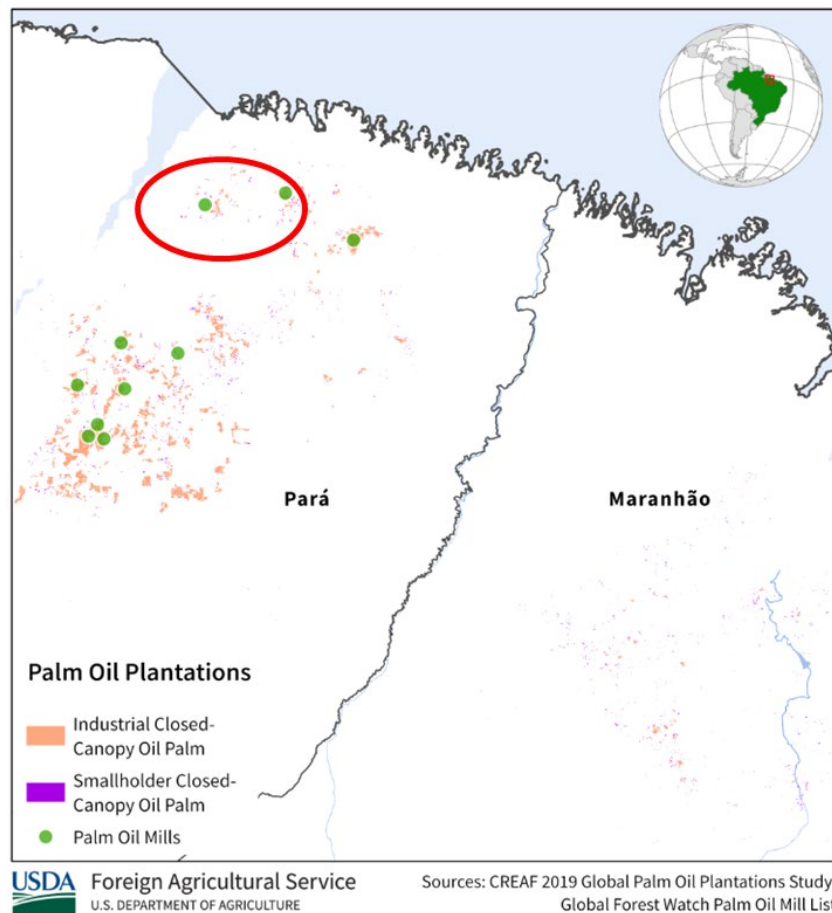 Pará
Maranhão
Palm Oil Plantations
Industrial Closed-
Canopy Oil Palm
Smallholder Closed-
Canopy Oil Palm
Palm Oil Mills
USDA
Foreign Agricultural Service
U.S. DEPARTMENT OF AGRICULTURE
Sources: CREAF 2019 Global Palm Oil Plantations Study,
Global Forest Watch Palm Oil Mill List